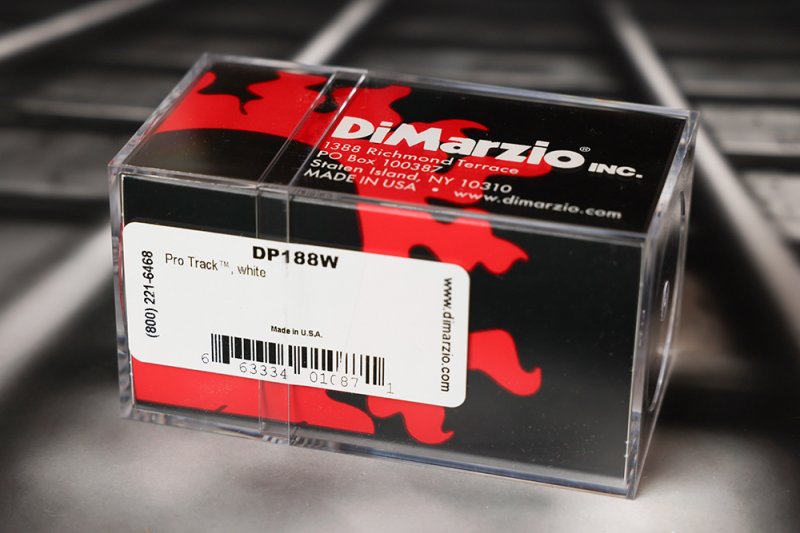 DiMarzio® INC.
1388 Richmond Terrace
PO Box 100387
Staten Island, NY 10310
MADE IN USA • www.dimarzio.com
DP188W
Pro Track™, white
(800) 221-6468
www.dimarzio.com
Made in U.S.A.
6 63334 01087 1